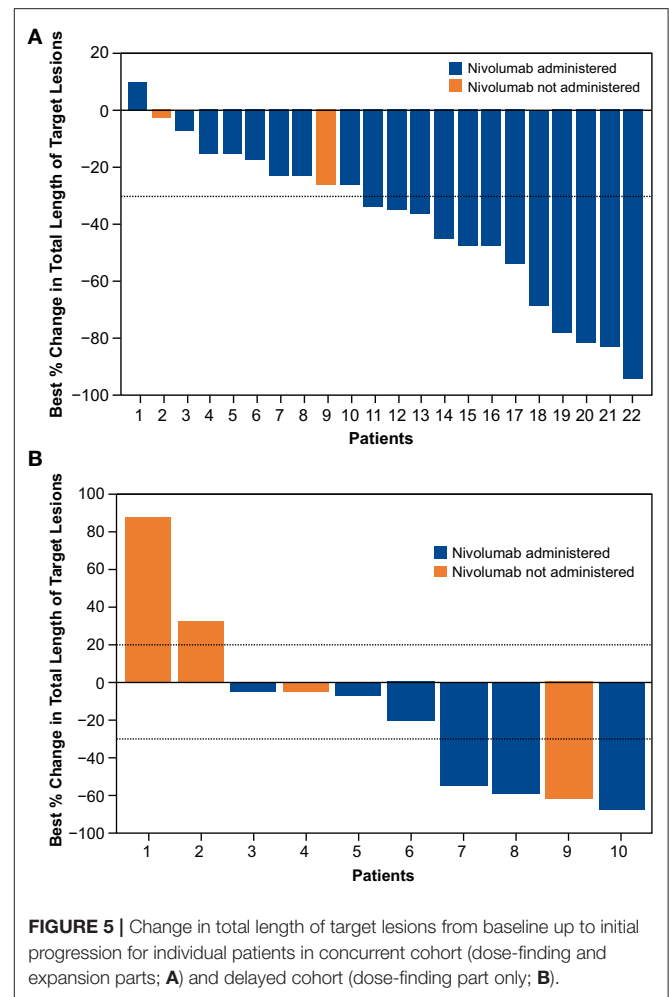 A
Best % Change in Total Length of Target Lesions
20
0
−20
−40
−60
−80
−100
Nivolumab administered
Nivolumab not administered
1 2 3 4 5 6 7 8 9 10 11 12 13 14 15 16 17 18 19 20 21 22
Patients
B
Best % Change in Total Length of Target Lesions
100
80
60
40
20
0
−20
−40
−60
−80
−100
Nivolumab administered
Nivolumab not administered
1 2 3 4 5 6 7 8 9 10
Patients
FIGURE 5 | Change in total length of target lesions from baseline up to initial
progression for individual patients in concurrent cohort (dose-finding and
expansion parts; A) and delayed cohort (dose-finding part only; B).